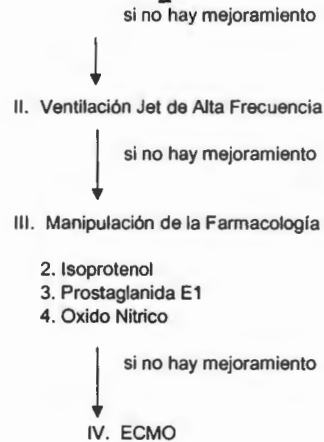 si no hay mejoramiento
II. Ventilación Jet de Alta Frecuencia
si no hay mejoramiento
III. Manipulación de la Farmacología
2. Isoprotenol
3. Prostaglanida E1
4. Oxido Nitrico
si no hay mejoramiento
IV. ECMO